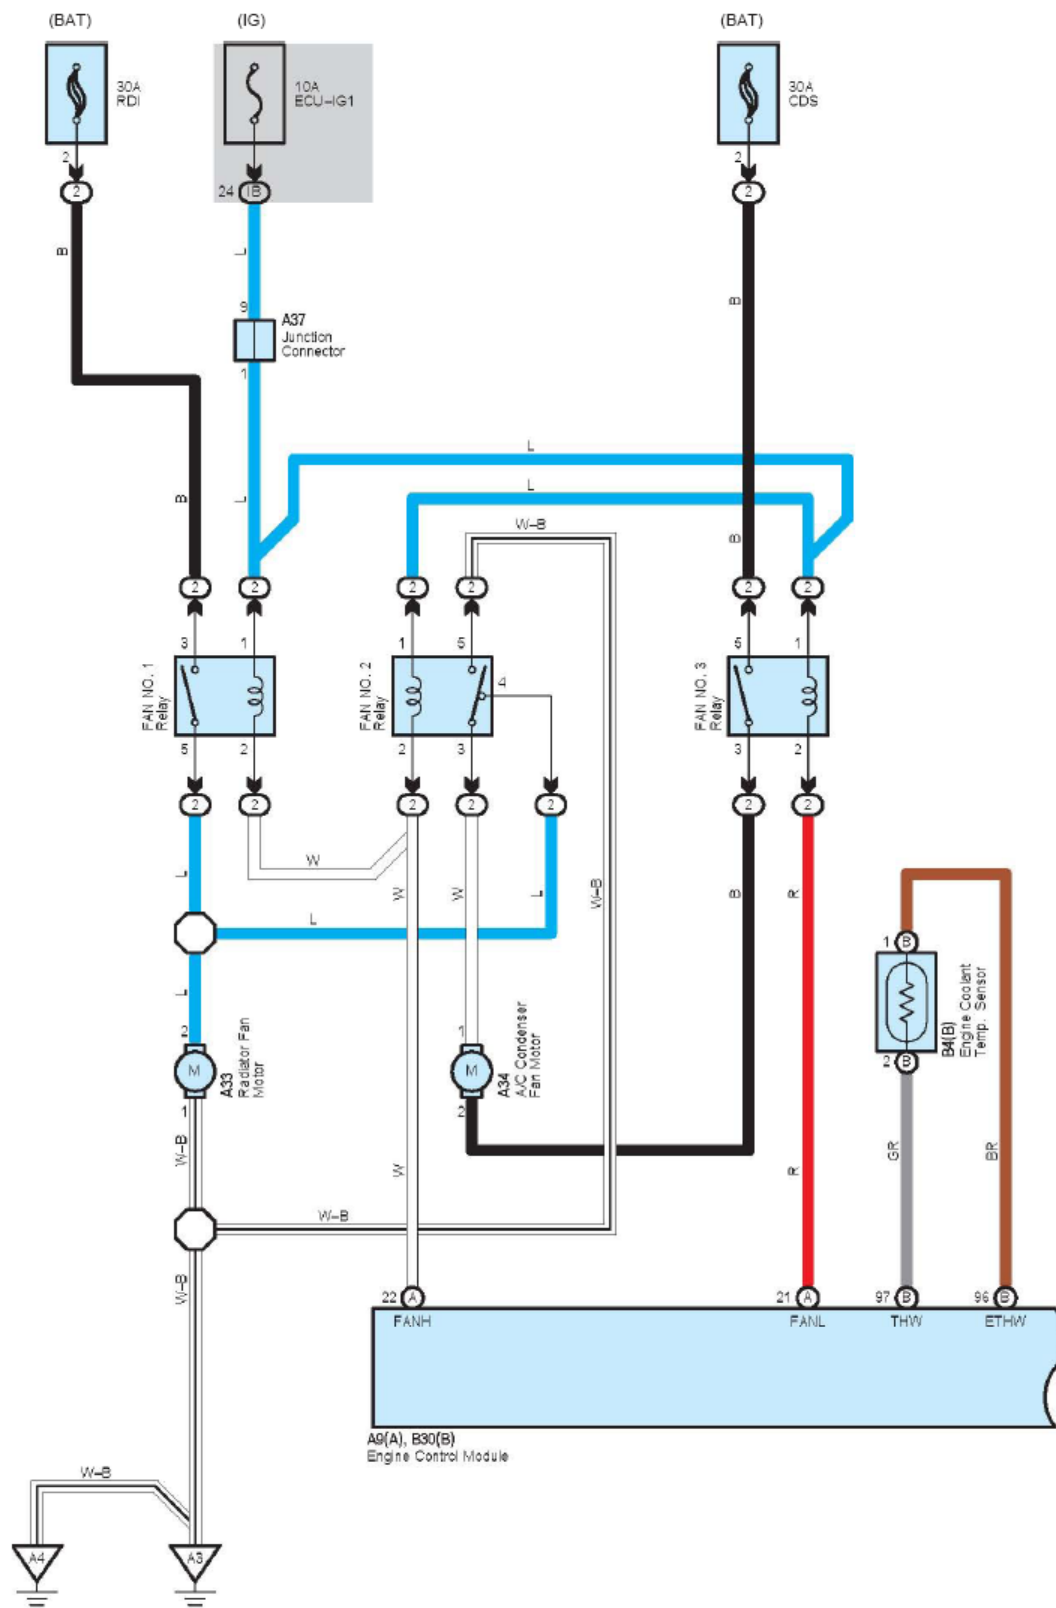 (BAT)
(IG)
(BAT)
30A
RDI
10A
ECU-IG1
30A
CDS
2
2
2
24
IB
2
B
L
B
9
A37
Junction
Connector
1
L
L
B
L
W-B
B
2
2
2
2
2
2
3
1
1
5
5
1
FAN NO. 1
Relay
FAN NO. 2
Relay
4
FAN NO. 3
Relay
5
2
2
3
3
2
2
2
2
2
2
2
2
L
W
W
W
L
W-B
B
R
L
1
B
L
2
1
M
A33
Radiator Fan
Motor
M
A34
A/C Condenser
Fan Motor
B4(B)
Engine Coolant
Temp. Sensor
2
B
1
2
W-B
W
R
GR
BR
W-B
W-B
22
A
21
A
97
B
96
B
FANH
FANL
THW
ETHW
A9(A), B30(B)
Engine Control Module
W-B
A4
A3